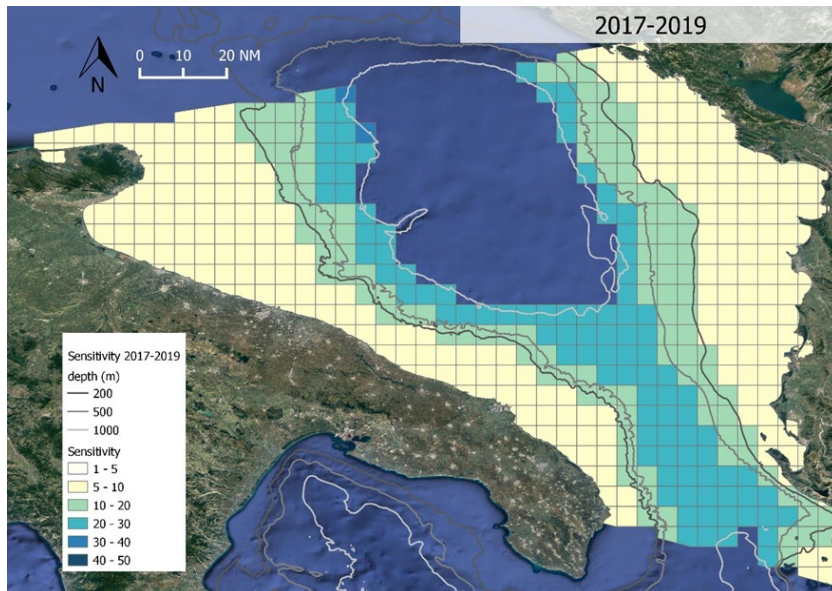 2017-2019
0 10 20 NM
N
Sensitivity 2017-2019
depth (m)
200
500
1000
Sensitivity
1 - 5
5 - 10
10 - 20
20 - 30
30 - 40
40 - 50